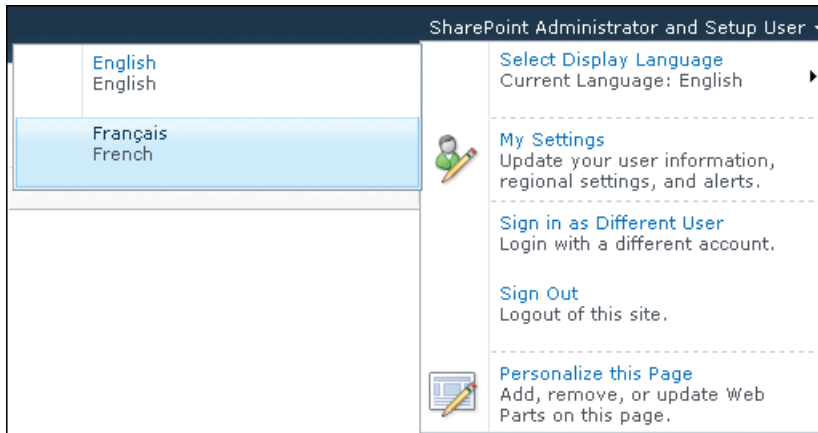 SharePoint Administrator and Setup User
English
English
Français
French
Select Display Language
Current Language: English
My Settings
Update your user information,
regional settings, and alerts.
Sign in as Different User
Login with a different account.
Sign Out
Logout of this site.
Personalize this Page
Add, remove, or update Web
Parts on this page.